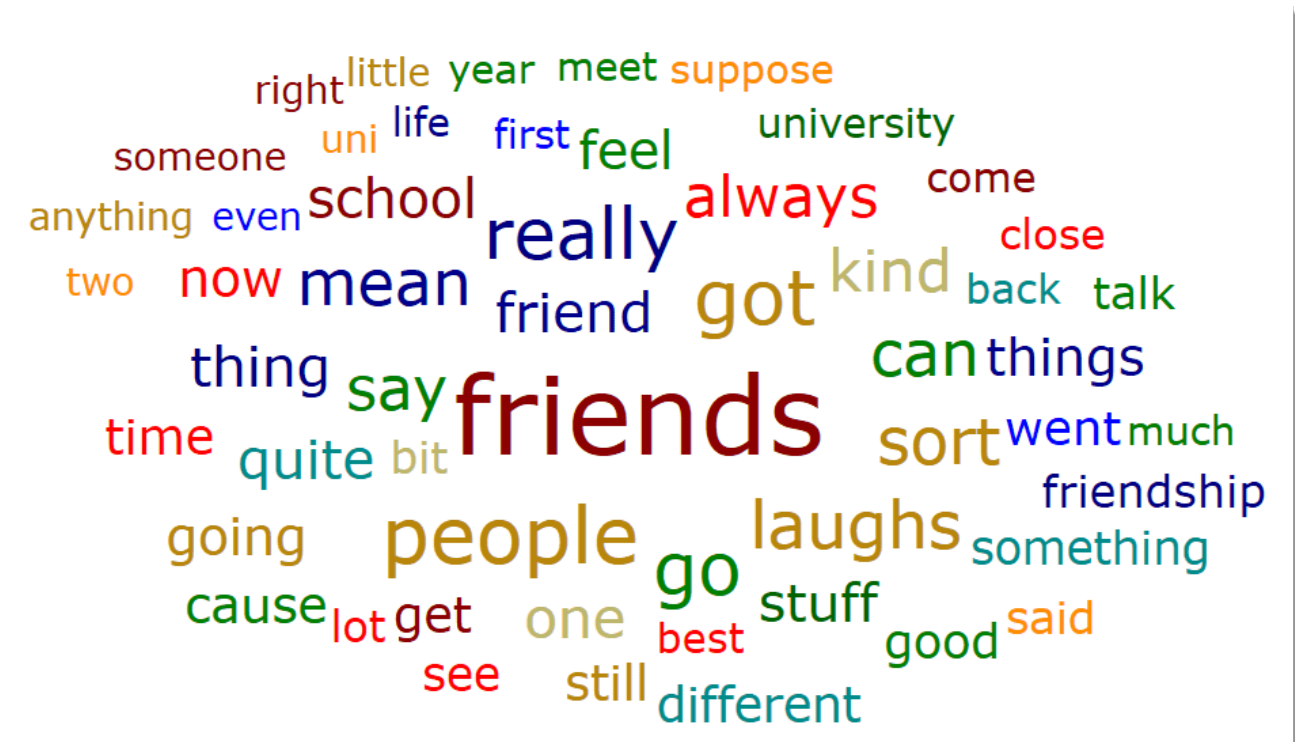 right little year meet suppose
uni life first feel university
someone school really always come
anything even close
two now mean friend got kind back talk
thing say friends can things
time quite bit sort went much
friendship
going people go laughs something
cause lot get one best stuff good said
see still different